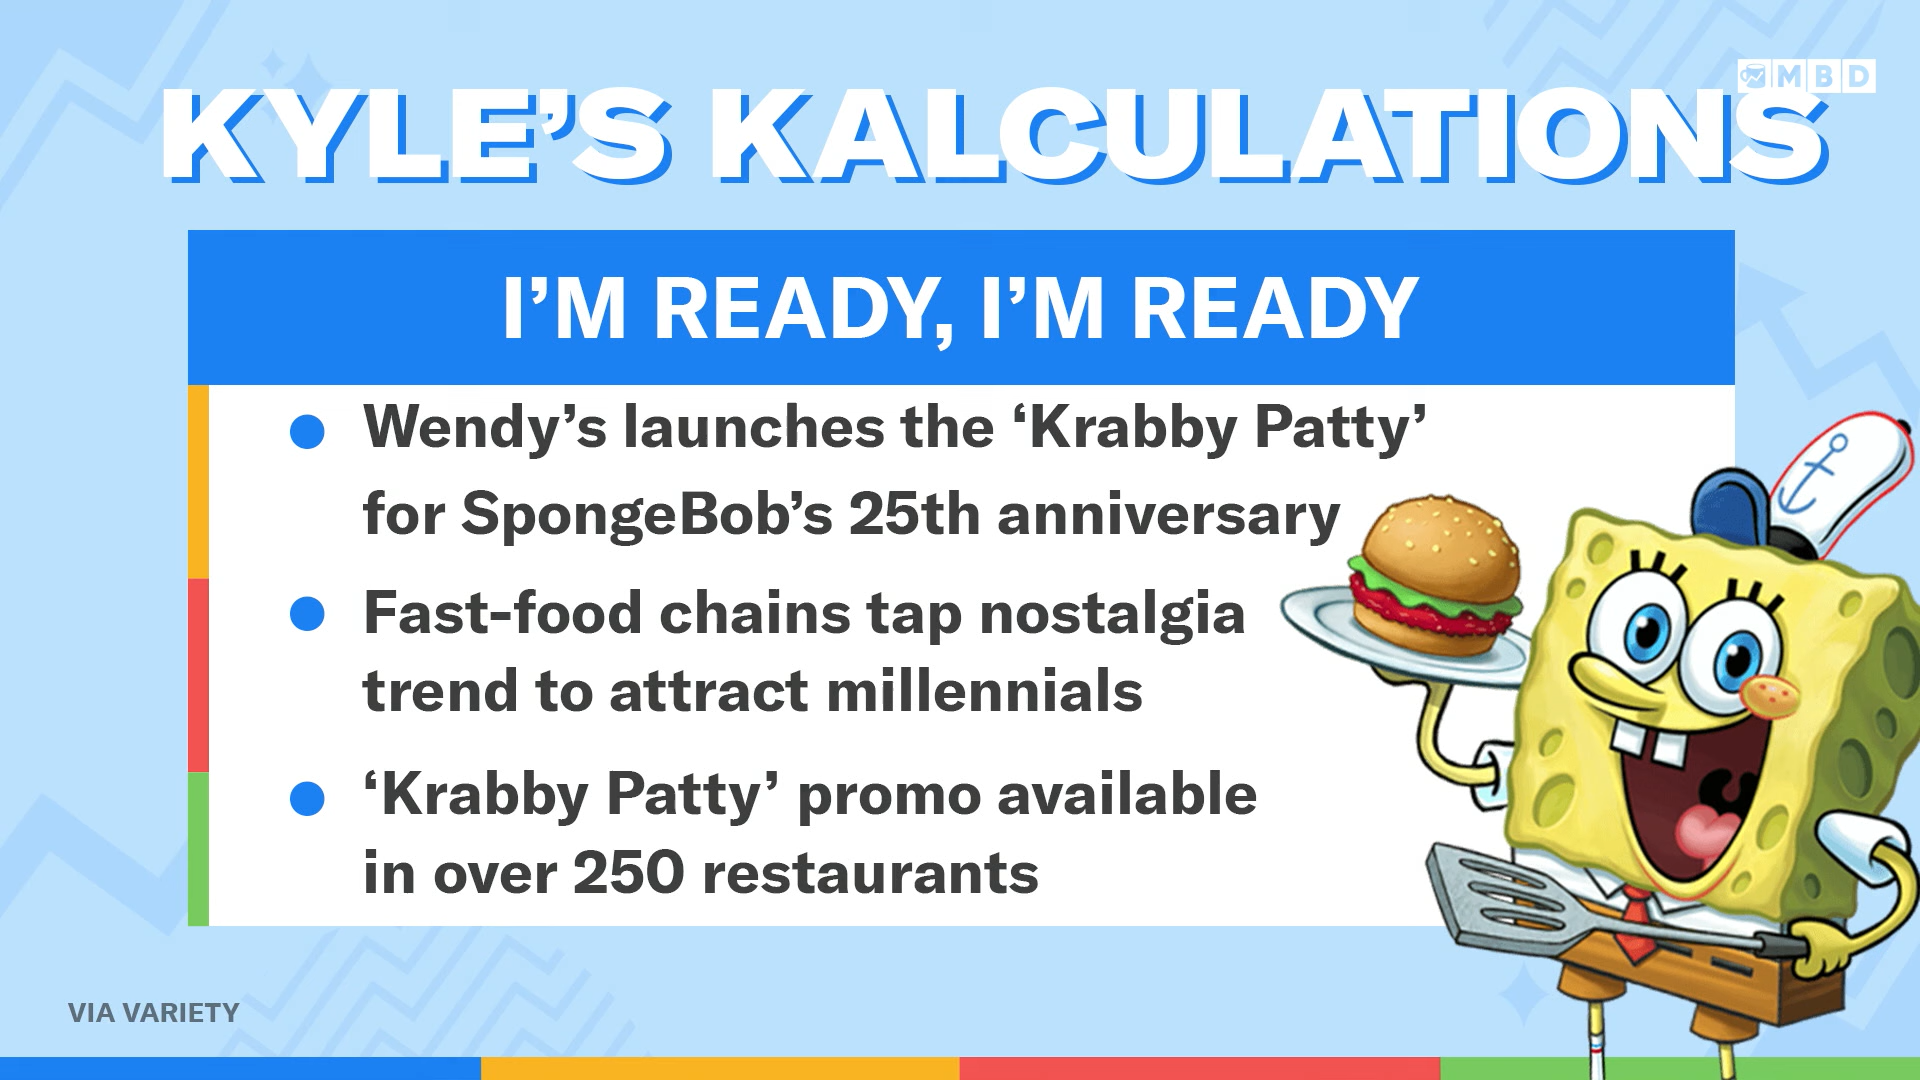 MBD
KYLE’S KALCULATIONS
I’M READY, I’M READY
Wendy’s launches the ‘Krabby Patty’
for SpongeBob’s 25th anniversary
Fast-food chains tap nostalgia
trend to attract millennials
‘Krabby Patty’ promo available
in over 250 restaurants
VIA VARIETY